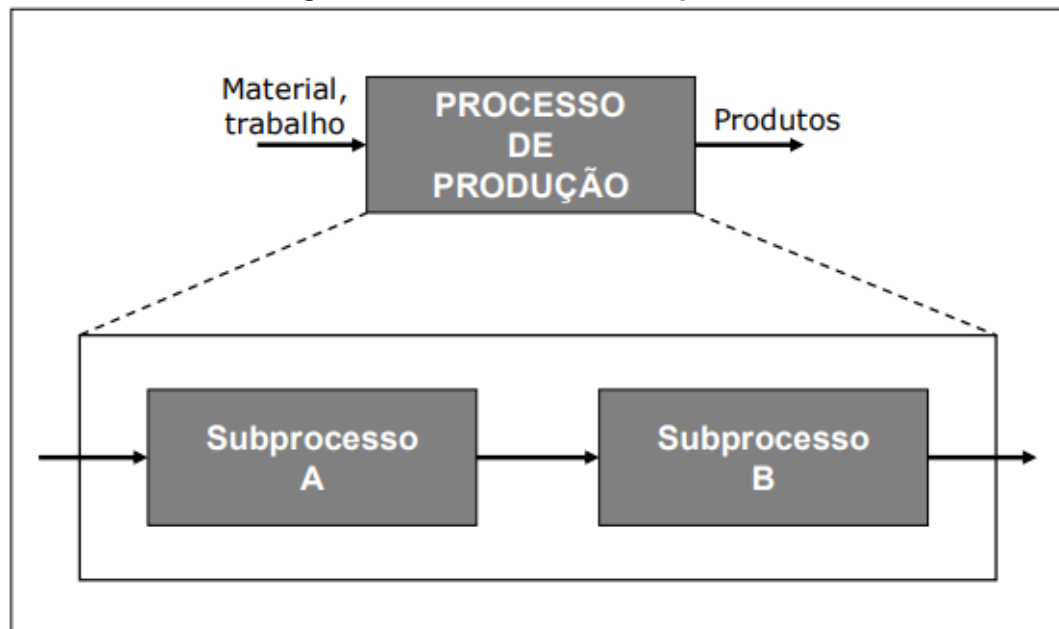 Material,
trabalho
PROCESSO
DE
PRODUÇÃO
Produtos
Subprocesso
A
Subprocesso
B